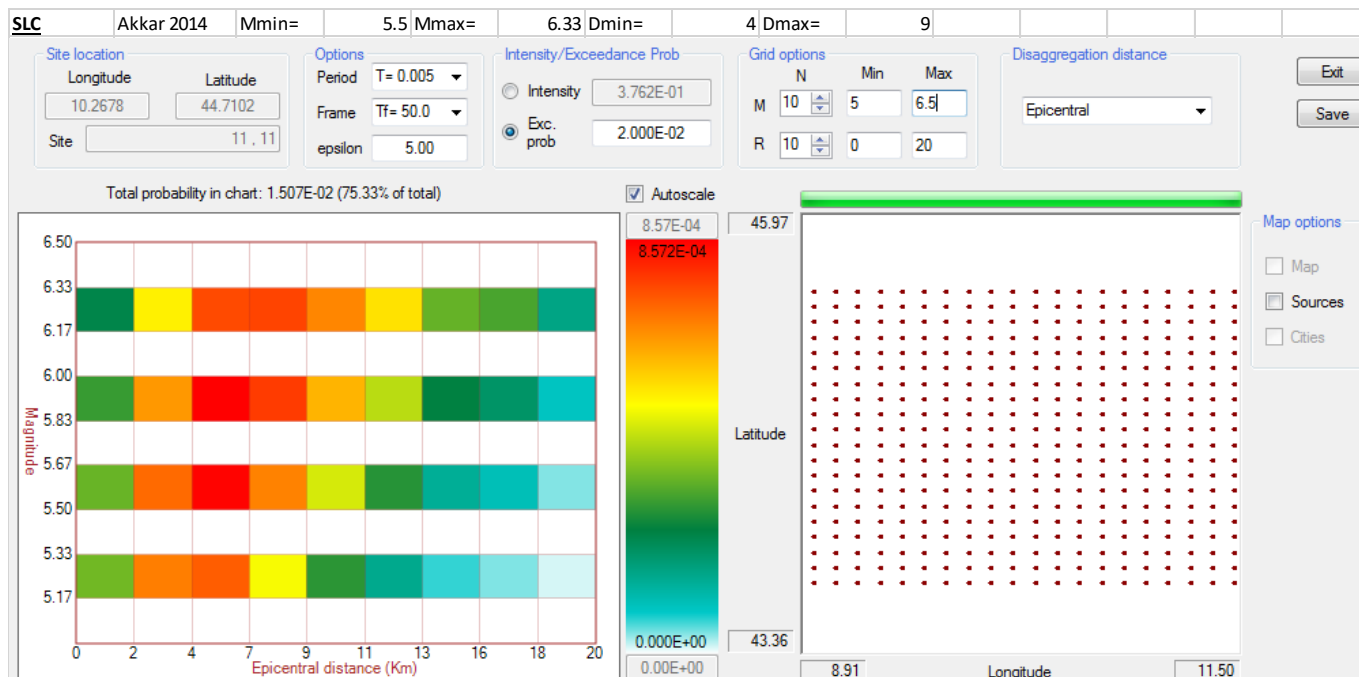 SLC Akkar 2014 Mmin= 5.5 Mmax= 6.33 Dmin= 4 Dmax= 9
Site location
Longitude Latitude
10.2678 44.7102
Site 11 , 11
Options
Period T= 0.005
Frame Tf= 50.0
epsilon 5.00
Intensity/Exceedance Prob
Intensity 3.762E-01
Exc. prob 2.000E-02
Grid options
N Min Max
M 10 5 6.5
R 10 0 20
Disaggregation distance
Epicentral
Exit
Save
Total probability in chart: 1.507E-02 (75.33% of total)
Autoscale
8.57E-04
8.572E-04
0.000E+00
0.00E+00
6.50
6.33
6.17
6.00
5.83
5.67
5.50
5.33
5.17
Magnitude
0 2 4 7 9 11 13 16 18 20
Epicentral distance (Km)
45.97
Latitude
43.36
8.91 Longitude 11.50
Map options
Map
Sources
Cities